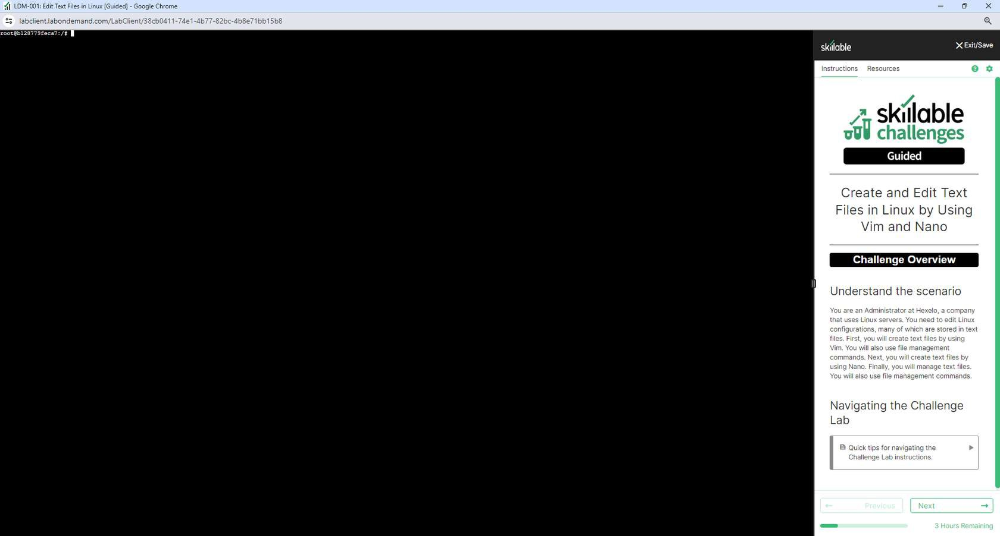 LDM-001: Edit Text Files in Linux [Guided] - Google Chrome
labclient.labondemand.com/LabClient/38cb0411-74e1-4b77-82bc-4b8e71bb15b8
root@b128779feca7:/#
skillable
Exit/Save
Instructions Resources
skillable
challenges
Guided
Create and Edit Text
Files in Linux by Using
Vim and Nano
Challenge Overview
Understand the scenario
You are an Administrator at Hexelo, a company
that uses Linux servers. You need to edit Linux
configurations, many of which are stored in text
files. First, you will create text files by using
Vim. You will also use file management
commands. Next, you will create text files by
using Nano. Finally, you will manage text files.
You will also use file management commands.
Navigating the Challenge
Lab
Quick tips for navigating the
Challenge Lab instructions.
Previous Next
3 Hours Remaining